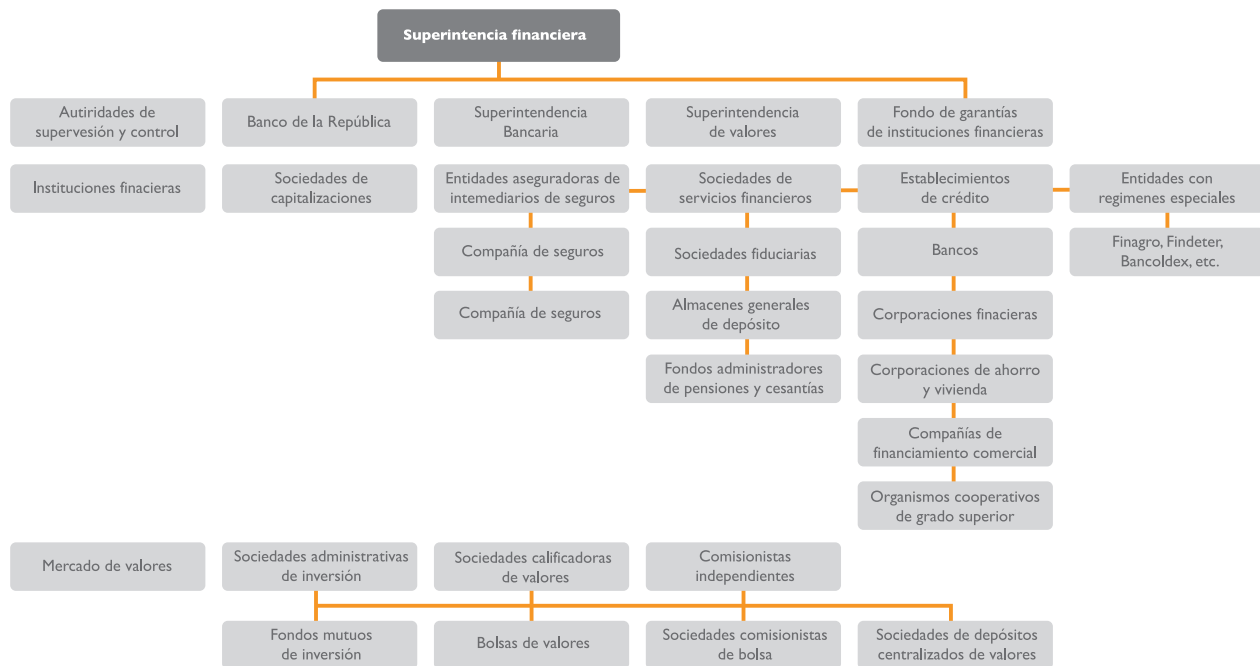 Superintencia financiera
Autiridades de
supervesión y control
Banco de la República
Superintendencia
Bancaria
Superintendencia
de valores
Fondo de garantías
de instituciones financieras
Instituciones finacieras
Sociedades de
capitalizaciones
Entidades aseguradoras de
intemediarios de seguros
Sociedades de
servicios financieros
Establecimientos
de crédito
Entidades con
regimenes especiales
Compañía de seguros
Sociedades fiduciarias
Bancos
Finagro, Findeter,
Bancoldex, etc.
Compañía de seguros
Almacenes generales
de depósito
Corporaciones finacieras
Fondos administradores
de pensiones y cesantías
Corporaciones de ahorro
y vivienda
Compañías de
financiamiento comercial
Organismos cooperativos
de grado superior
Mercado de valores
Sociedades administrativas
de inversión
Sociedades calificadoras
de valores
Comisionistas
independientes
Fondos mutuos
de inversión
Bolsas de valores
Sociedades comisionistas
de bolsa
Sociedades de depósitos
centralizados de valores